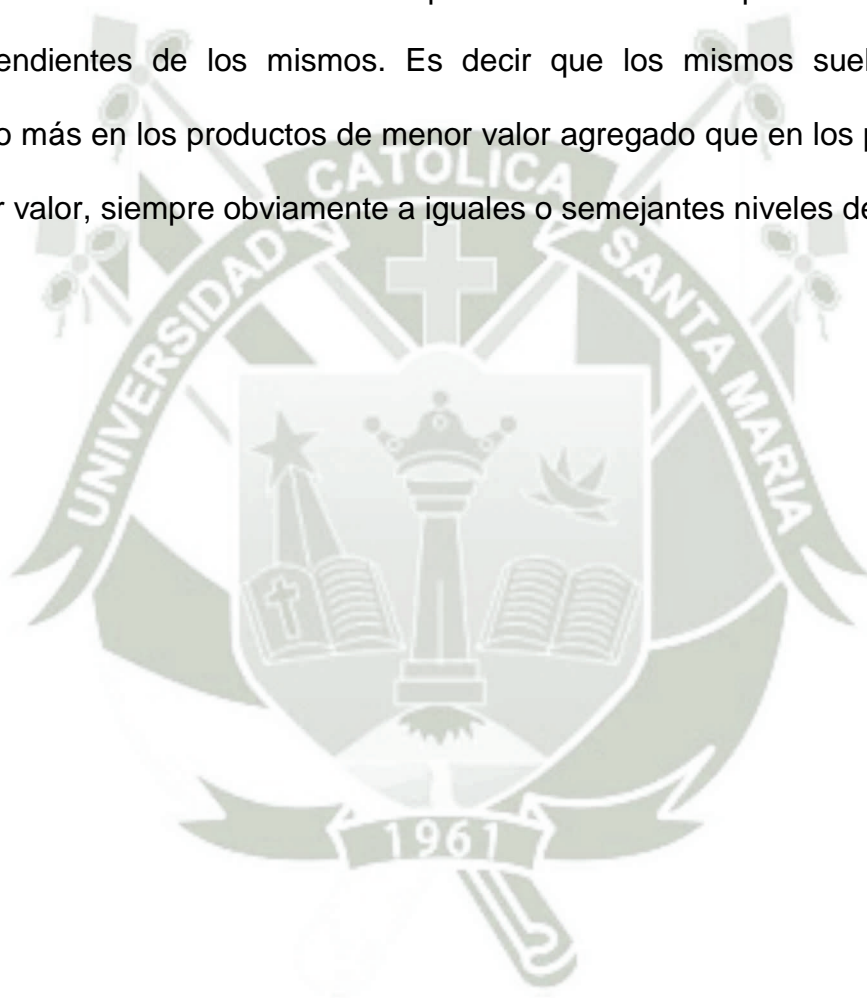 endientes de los mismos. Es decir que los mismos suel
o más en los productos de menor valor agregado que en los p
r valor, siempre obviamente a iguales o semejantes niveles de
UNIVERSIDAD CATOLICA SANTA MARIA
1961